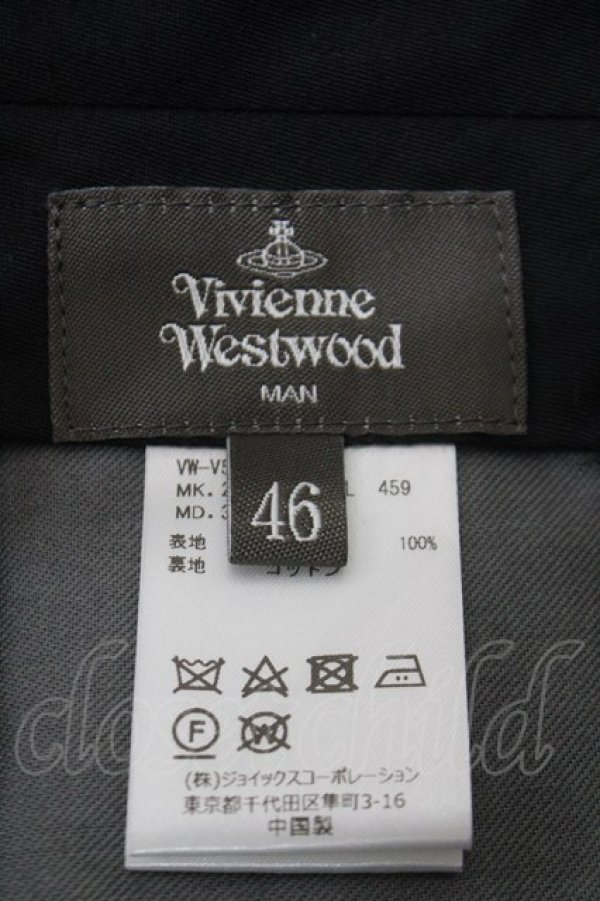 Vivienne
Westwood
MAN
46
VW-V5
MK. 459
MD.
表地 100%
裏地
F
W
(株)ジョイックスコーポレーション
東京都千代田区隼町3-16
中国製
closet child